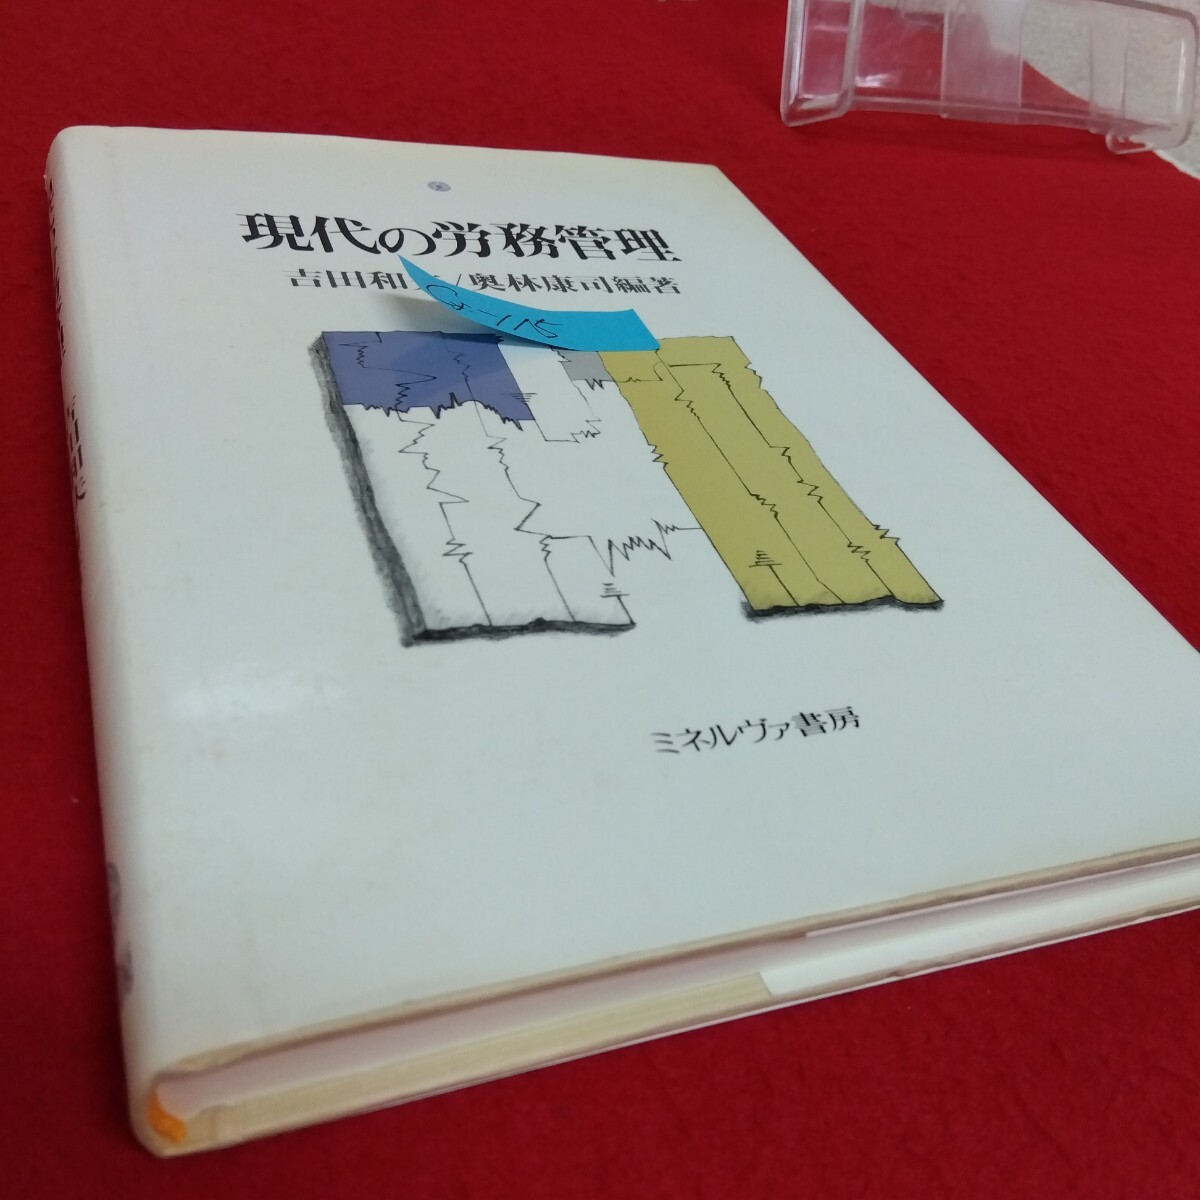 現代の労務管理
吉田和 /奥林康司編著
ミネルヴァ書房